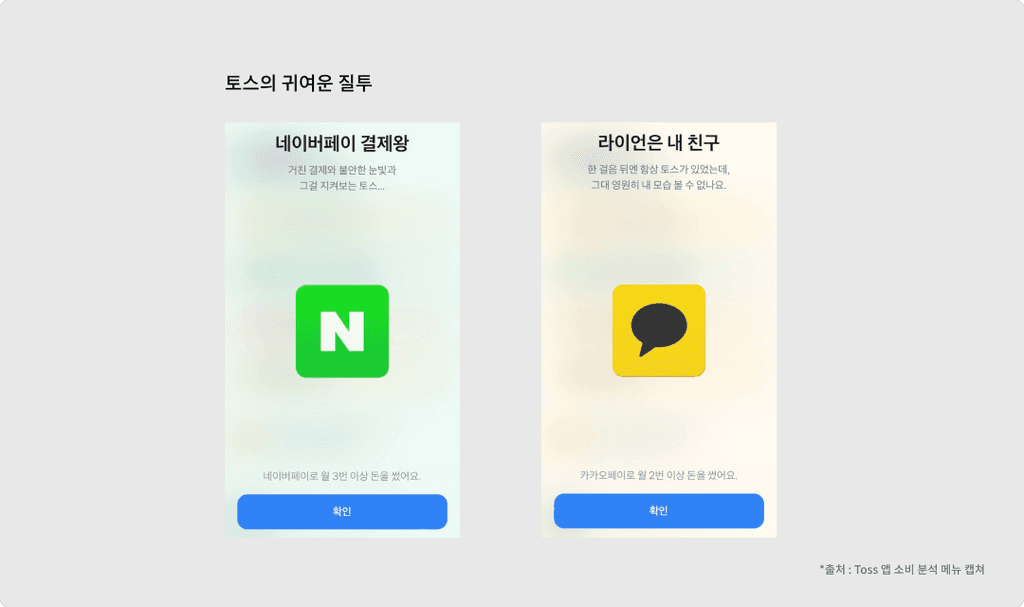 토스의 귀여운 질투
네이버페이 결제왕
거친 결제와 불안한 눈빛과
그걸 지켜보는 토스...
N
네이버페이로 월 3번 이상 돈을 썼어요.
확인
라이언은 내 친구
한 걸음 뒤엔 항상 토스가 있었는데,
그대 영원히 내 모습 볼 수 없나요.
카카오페이로 월 2번 이상 돈을 썼어요.
확인
*출처 : Toss 앱 소비 분석 메뉴 캡쳐